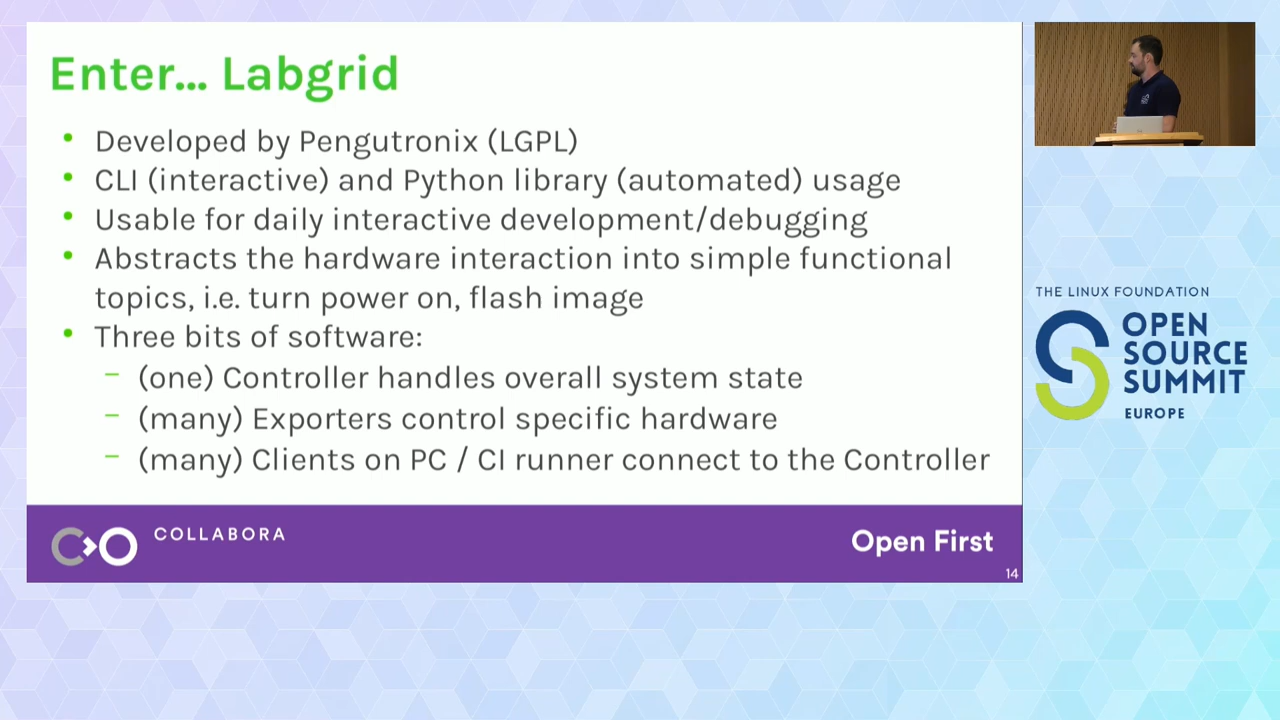 Enter... Labgrid
• Developed by Pengutronix (LGPL)
• CLI (interactive) and Python library (automated) usage
• Usable for daily interactive development/debugging
• Abstracts the hardware interaction into simple functional
topics, i.e. turn power on, flash image
• Three bits of software:
– (one) Controller handles overall system state
– (many) Exporters control specific hardware
– (many) Clients on PC / CI runner connect to the Controller
COLLABORA
Open First
14
THE LINUX FOUNDATION
OPEN
SOURCE
SUMMIT
EUROPE